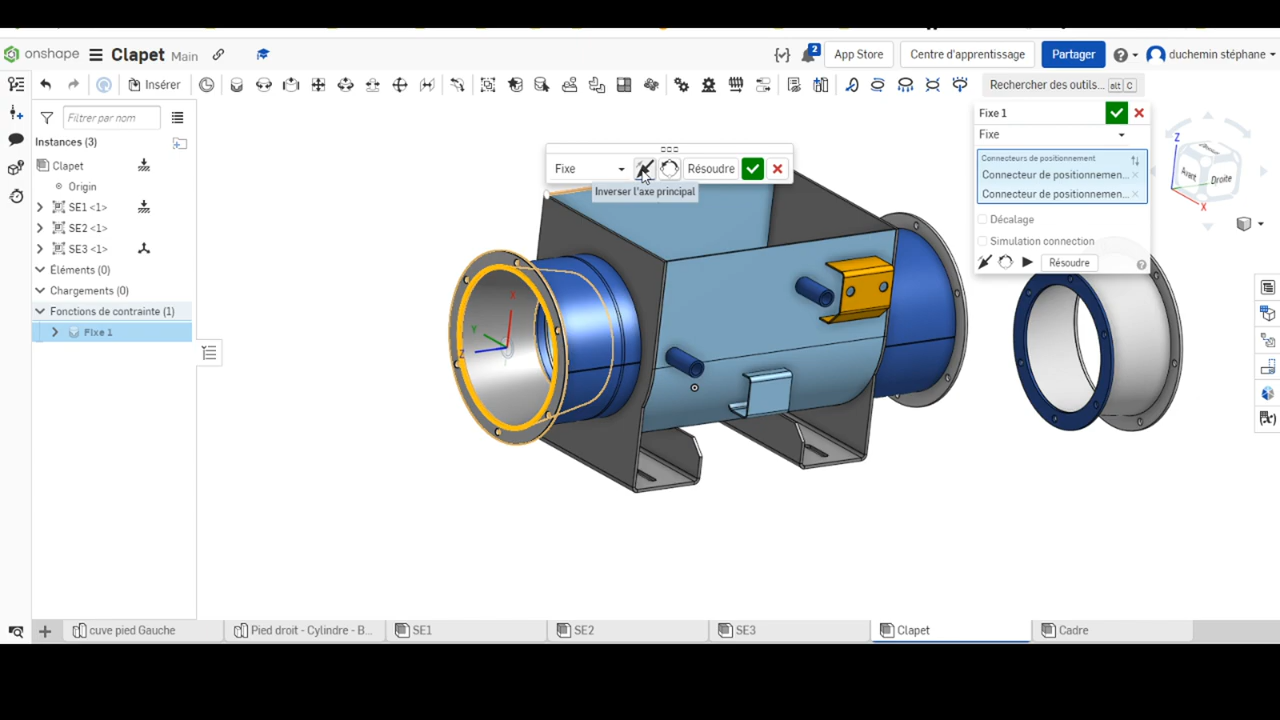 onshape
Clapet Main
2
App Store
Centre d'apprentissage
Partager
duchemin stéphane
Insérer
Rechercher des outils...
alt C
Filtrer par nom
Instances (3)
Clapet
Origin
SE1 <1>
SE2 <1>
SE3 <1>
Éléments (0)
Chargements (0)
Fonctions de contrainte (1)
Fixe 1
Fixe
Résoudre
Inverser l'axe principal
X
Y
Z
Fixe 1
Fixe
Connecteurs de positionnement
Connecteur de positionnemen...
Connecteur de positionnemen...
Décalage
Simulation connection
Résoudre
Z
Avant
Droite
X
cuve pied Gauche
Pied droit - Cylindre - B...
SE1
SE2
SE3
Clapet
Cadre